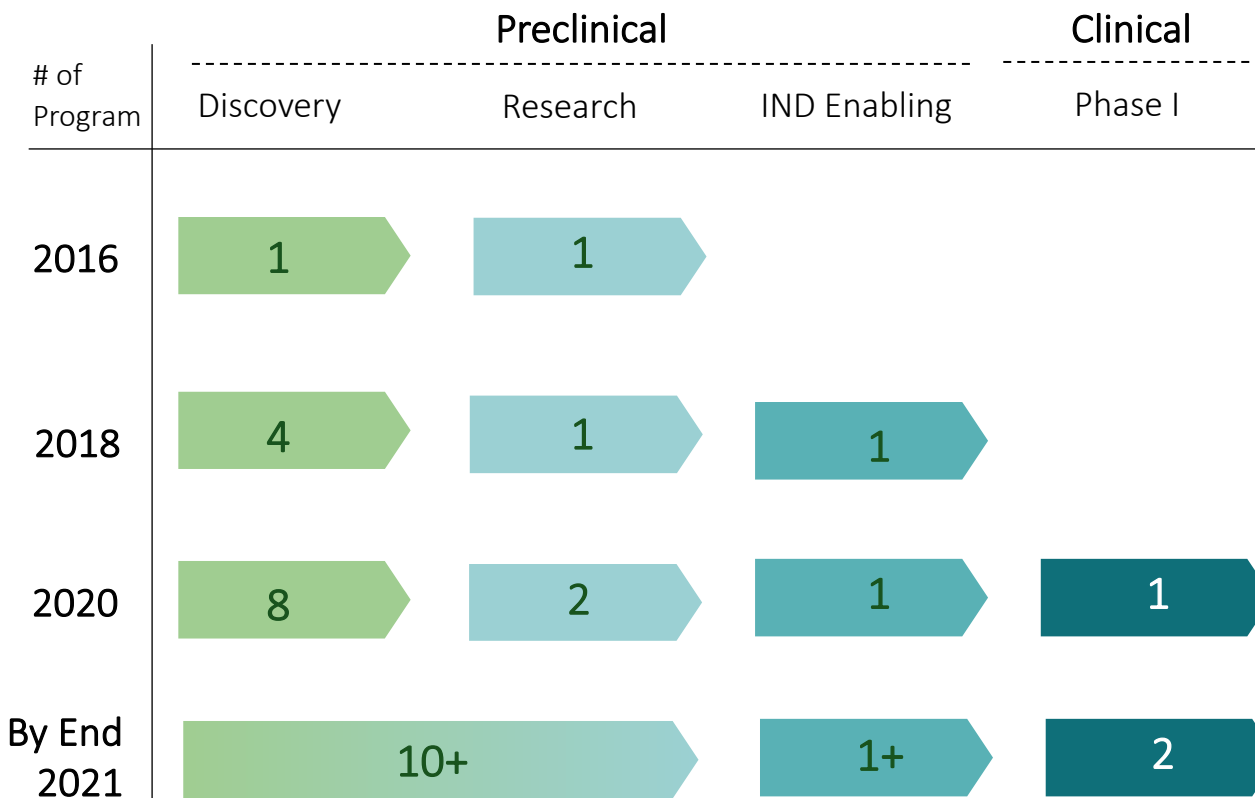 Preclinical
Clinical
# of
Program
Discovery
Research
IND Enabling
Phase I
2016
1
1
2018
4
1
1
2020
8
2
1
1
By End
2021
10+
1+
2